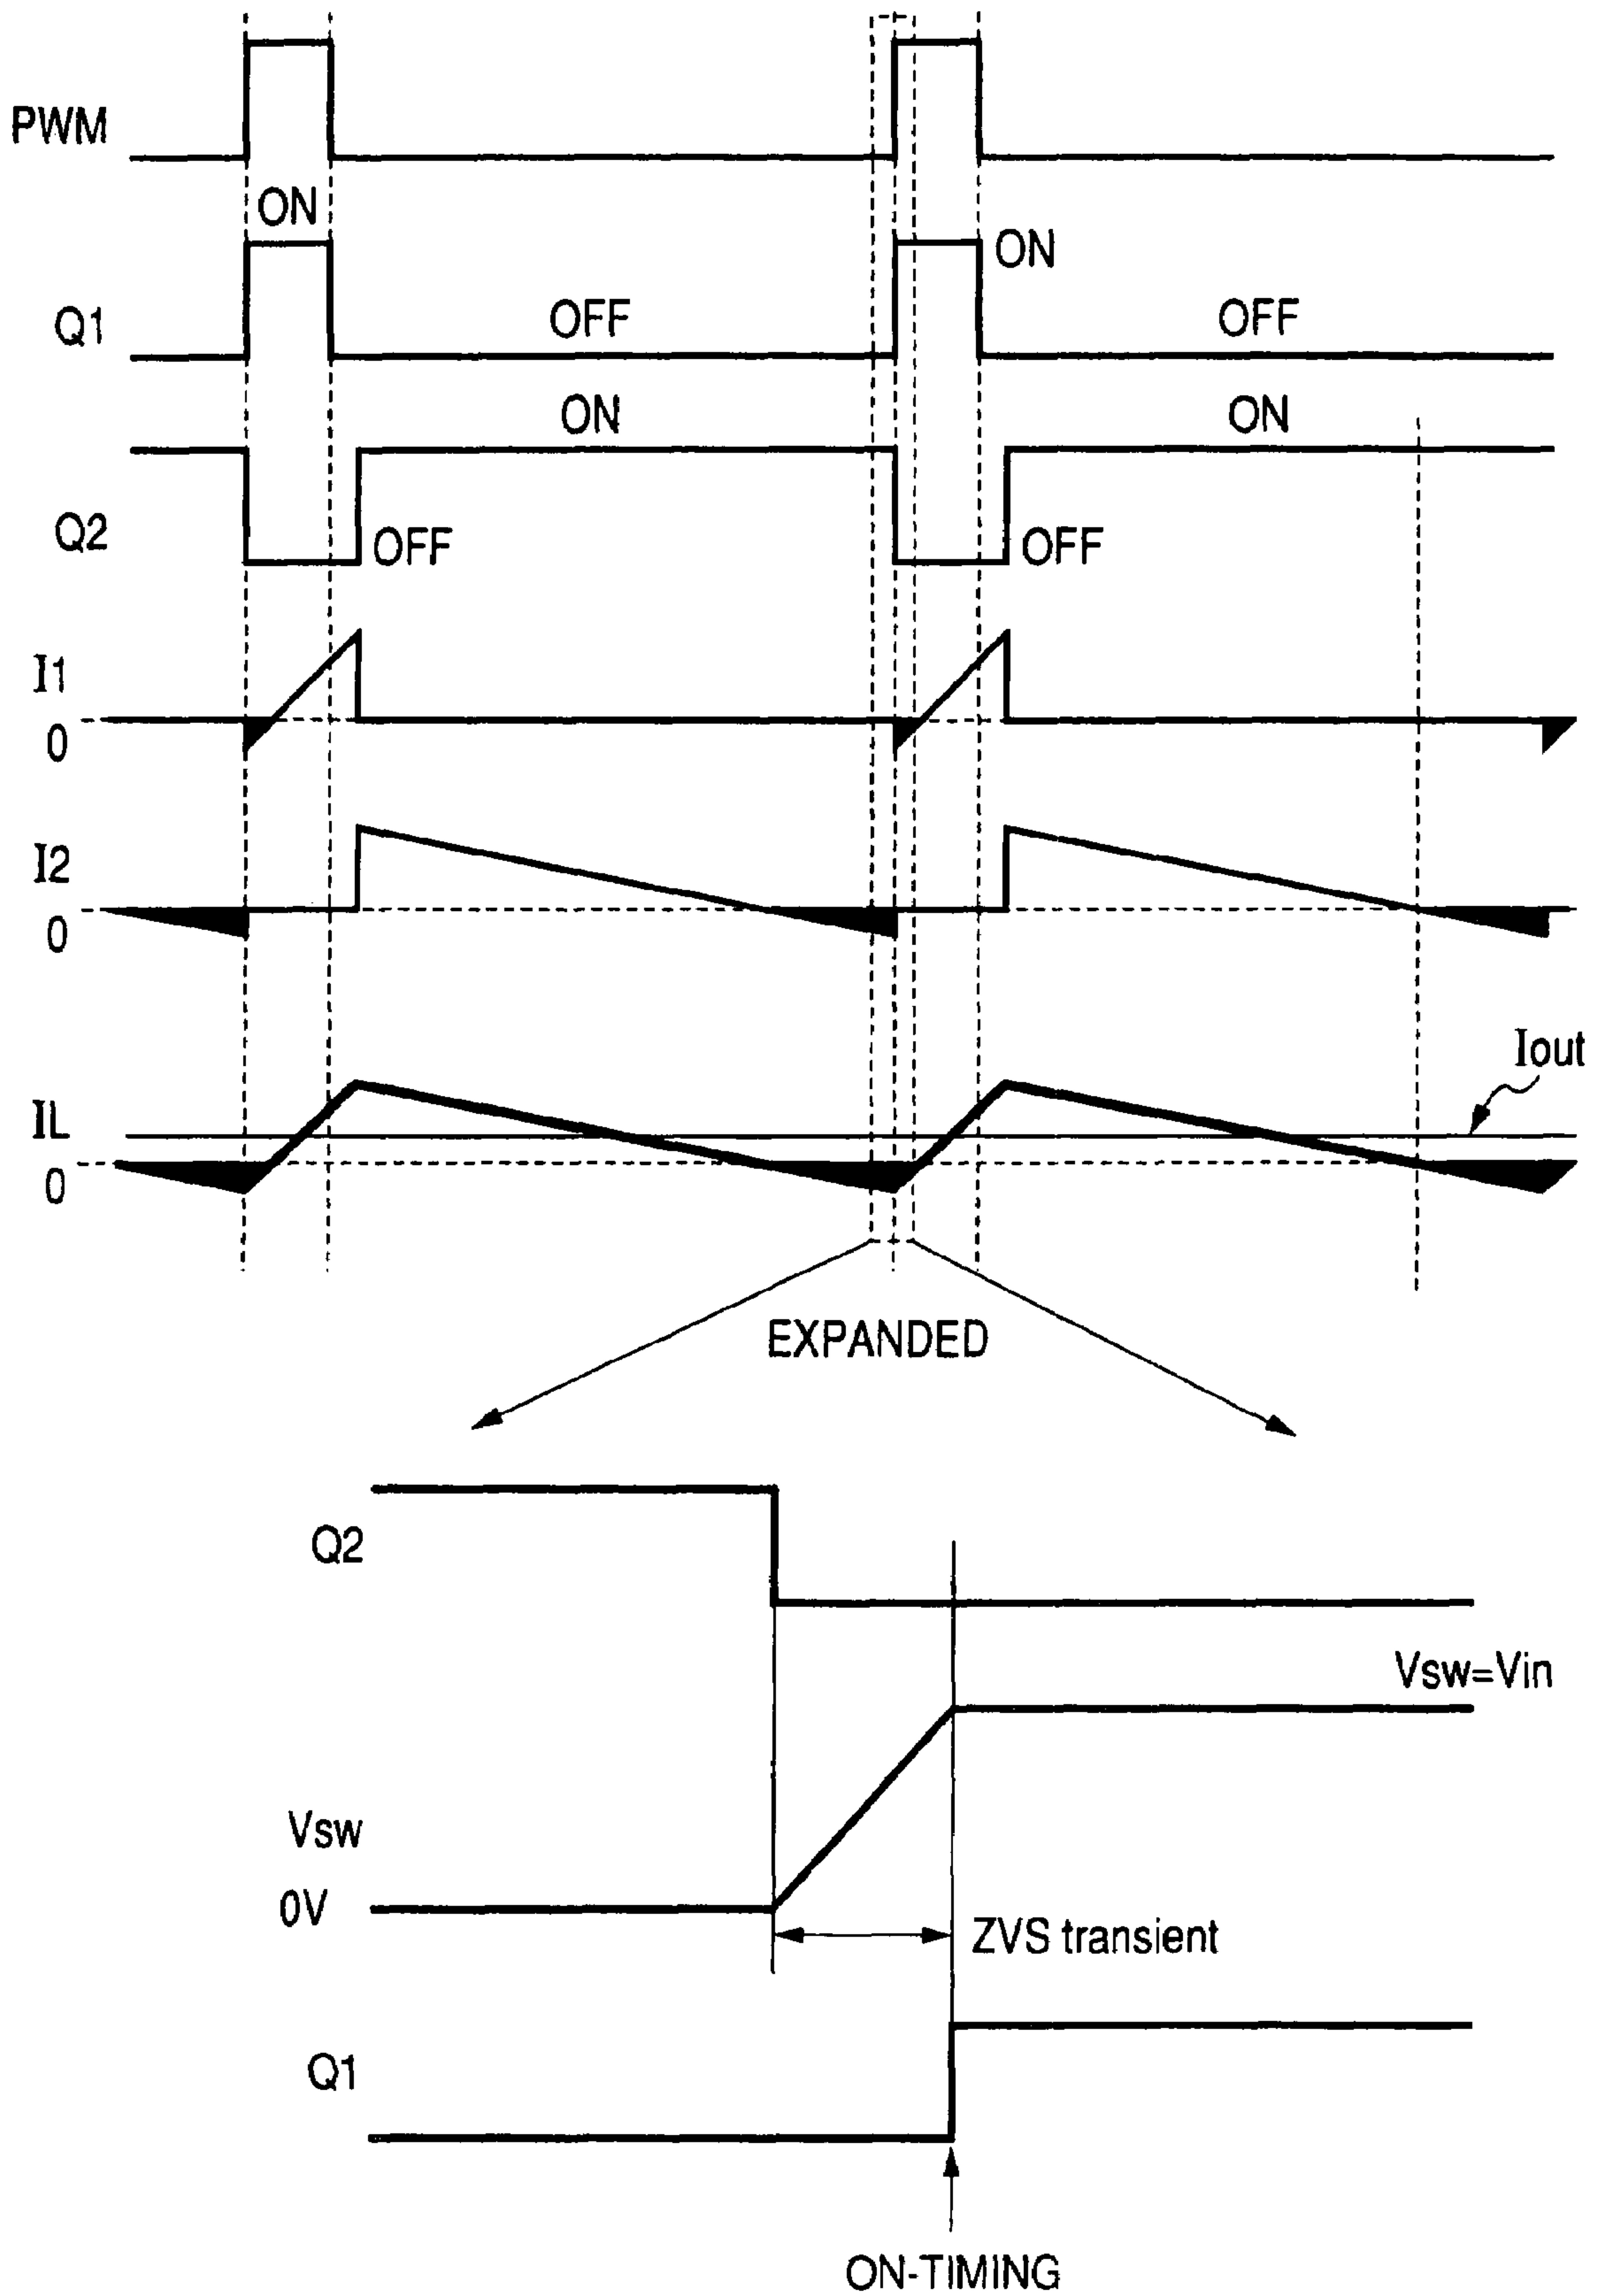 PWM
ON
ON
Q1
OFF
OFF
ON
ON
Q2
OFF
OFF
I1
0
I2
0
Iout
IL
0
EXPANDED
Q2
Vsw=Vin
Vsw
0V
ZVS transient
Q1
ON-TIMING